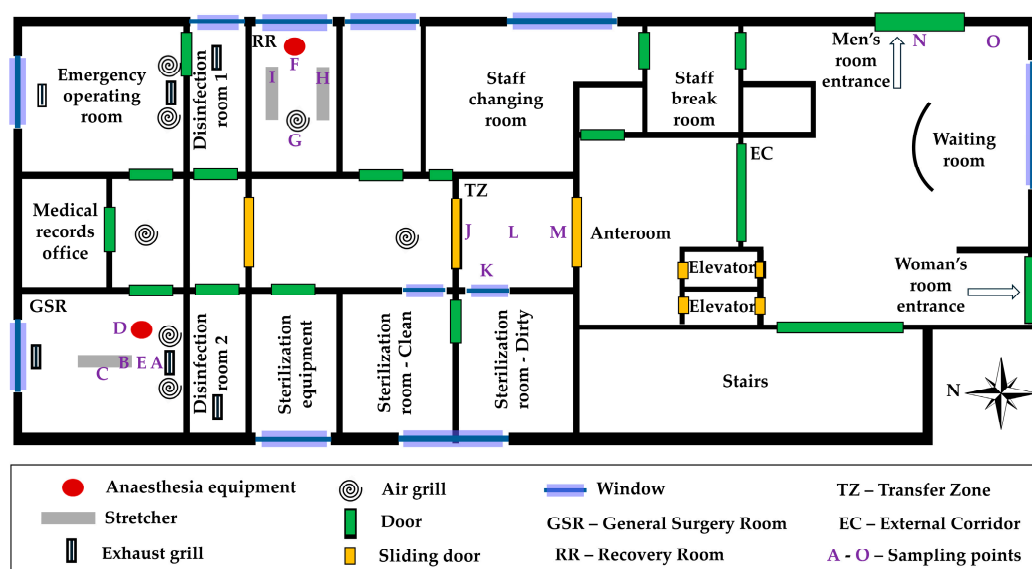 Emergency
operating
room
Disinfection
room 1
RR
F
I
H
G
Staff
changing
room
Staff
break
room
Men's
room
entrance
N
O
Waiting
room
EC
Medical
records
office
TZ
J
L
M
K
Anteroom
Elevator
Elevator
Woman's
room
entrance
GSR
D
C
B
E
A
Disinfection
room 2
Sterilization
equipment
Sterilization
room - Clean
Sterilization
room - Dirty
Stairs
N
Anaesthesia equipment
Stretcher
Exhaust grill
Air grill
Door
Sliding door
Window
GSR – General Surgery Room
RR – Recovery Room
TZ – Transfer Zone
EC – External Corridor
A - O – Sampling points